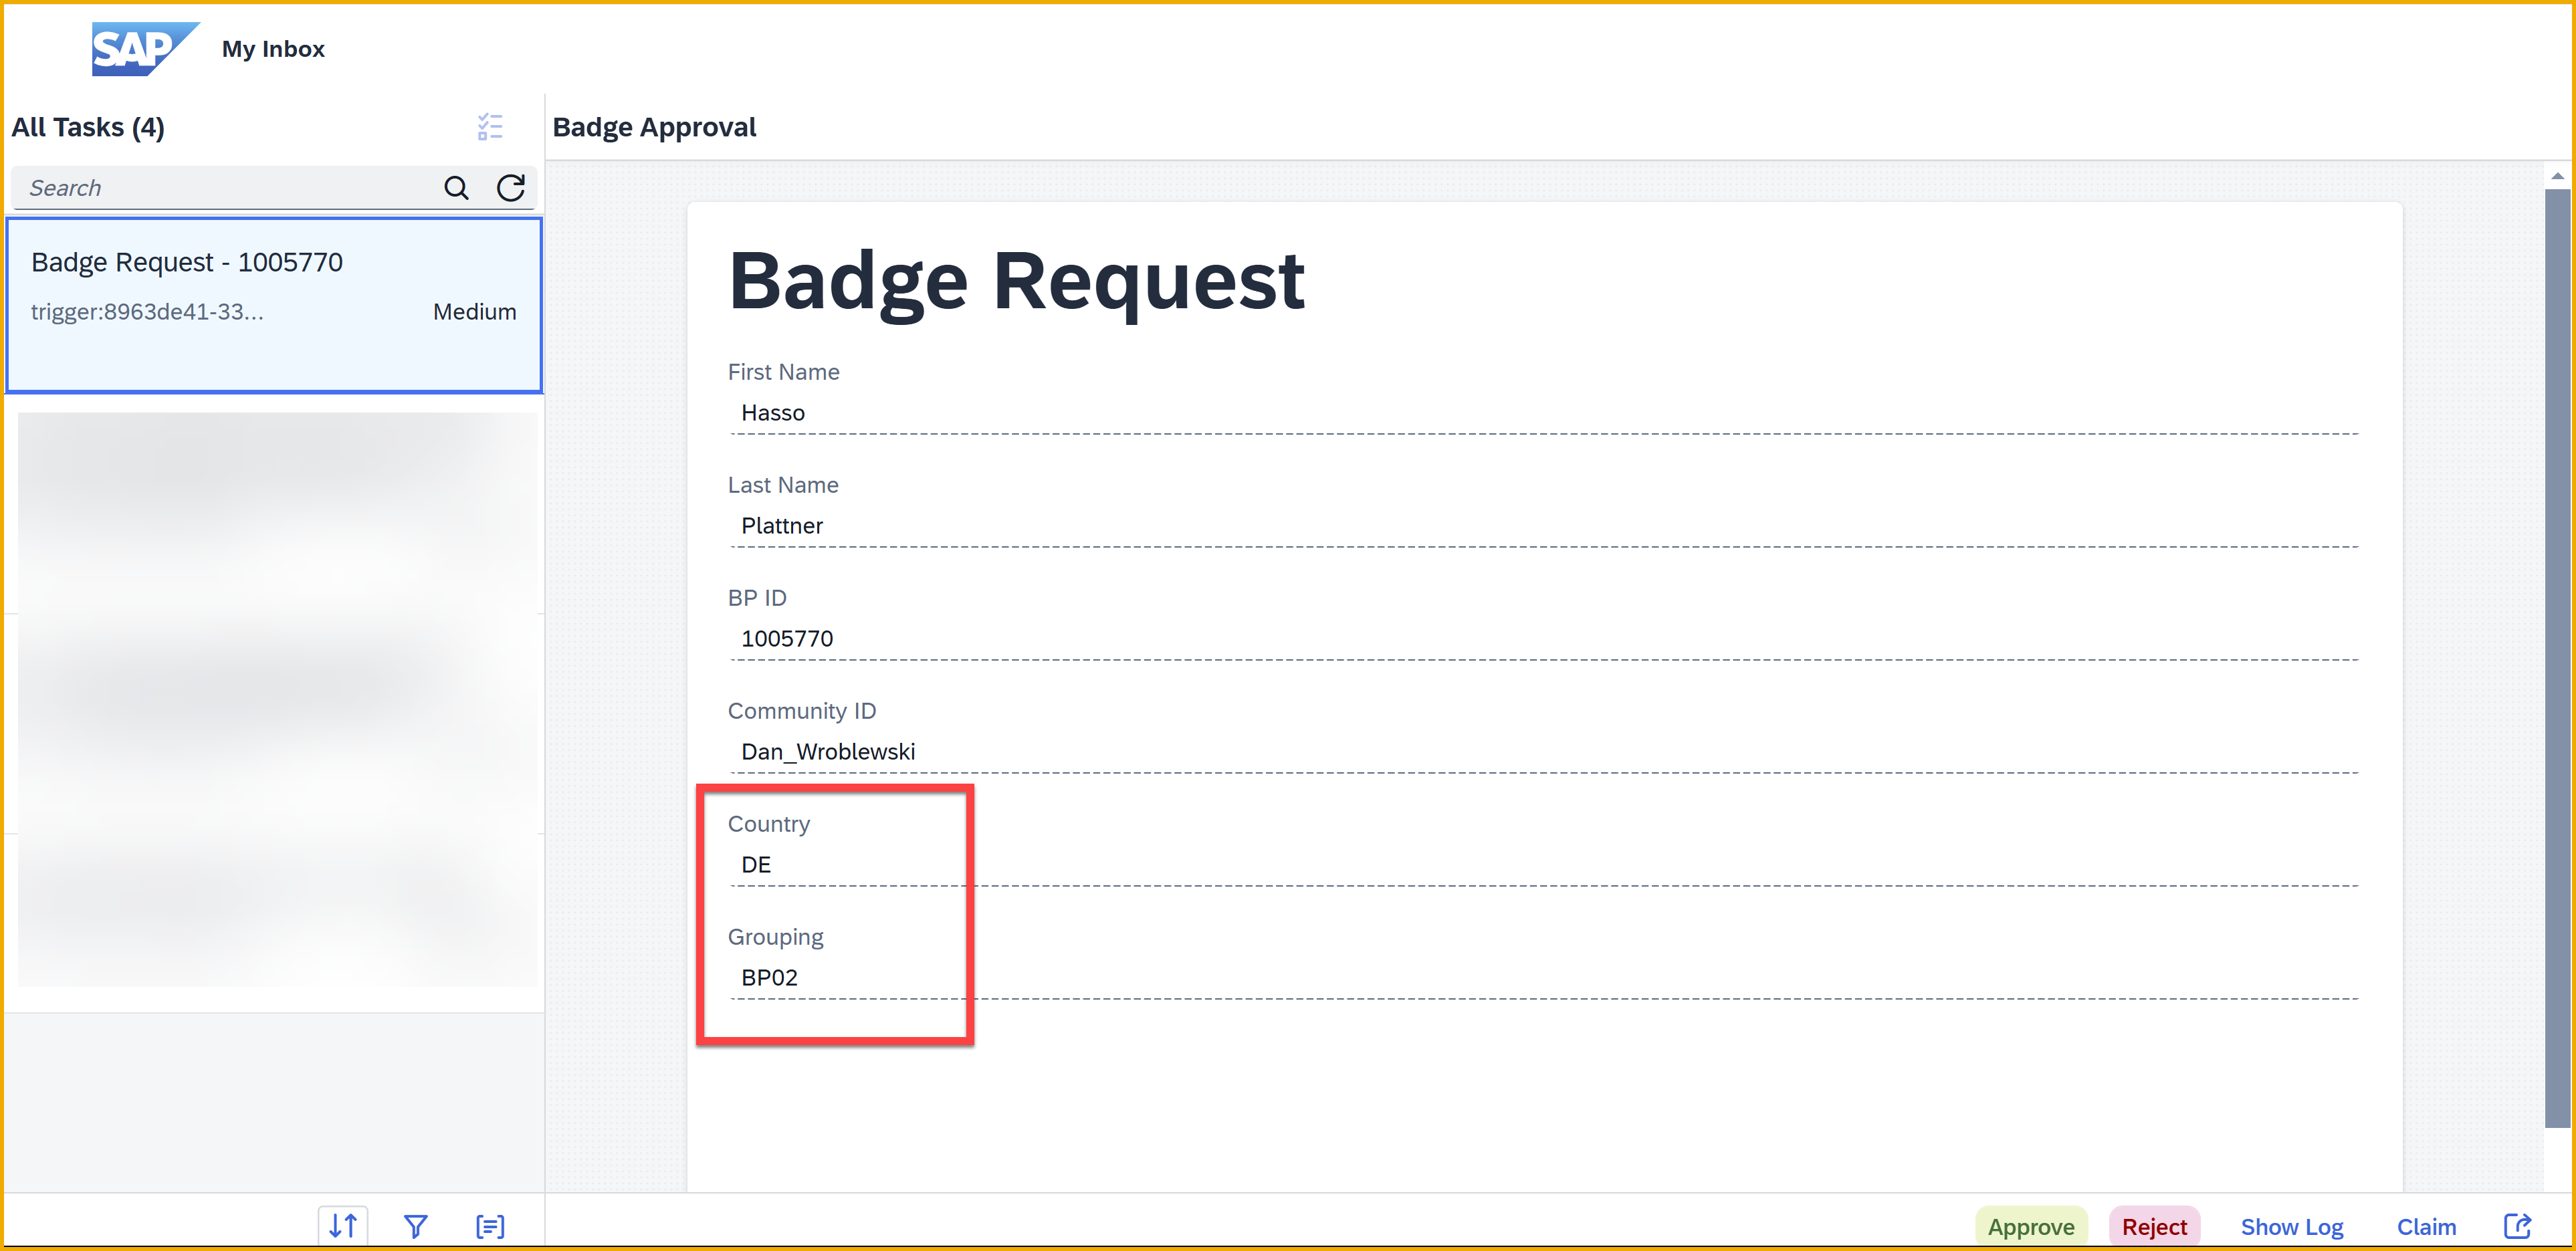 SAP My Inbox
All Tasks (4)
Search
Badge Request - 1005770
trigger:8963de41-33... Medium
Badge Approval
Badge Request
First Name
Hasso
Last Name
Plattner
BP ID
1005770
Community ID
Dan_Wroblewski
Country
DE
Grouping
BP02
Approve Reject Show Log Claim